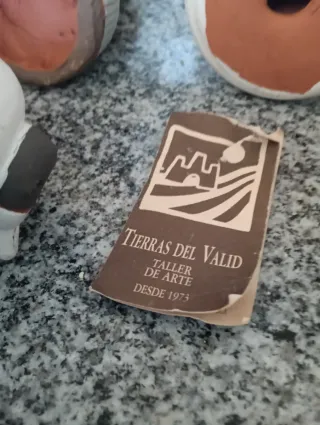 TIERRAS DEL VALID
TALLER
DE ARTE
DESDE 1973